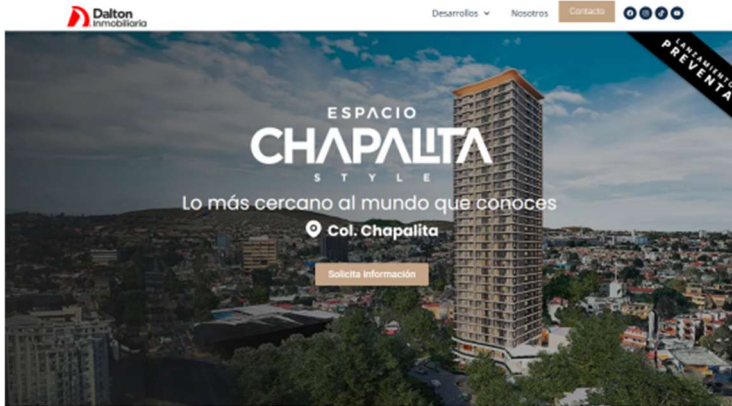 Dalton
Inmobiliaria
Desarrollos
Nosotros
Contacto
LANZAMIENTO
PREVENTA
ESPACIO
CHAPALITA
STYLE
Lo más cercano al mundo que conoces
Col. Chapalita
Solicita información